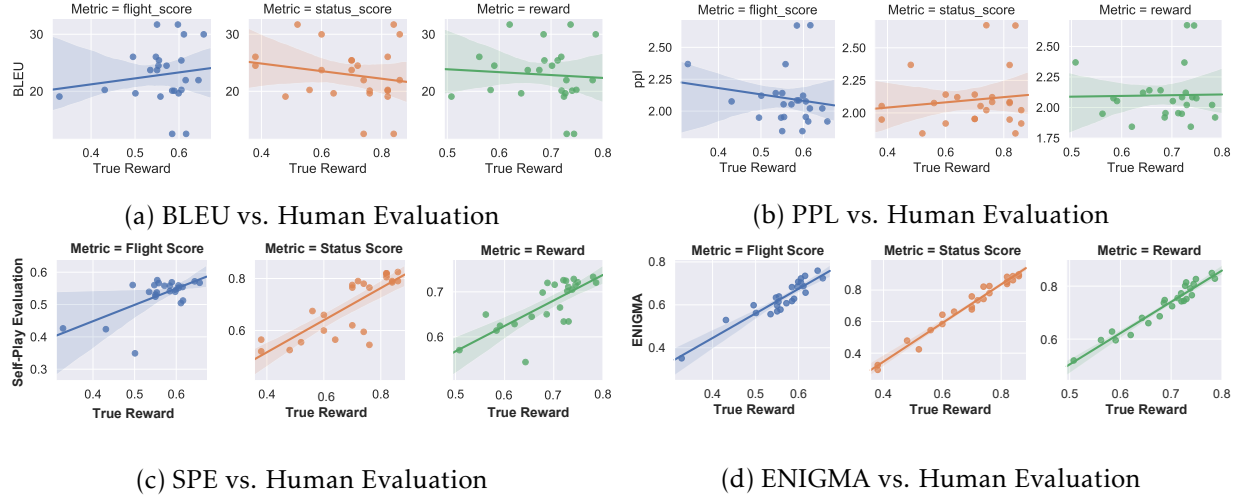 Metric = flight_score Metric = status_score Metric = reward
30 20
BLEU
0.4 0.5 0.6 0.4 0.6 0.8 0.5 0.6 0.7 0.8
True Reward True Reward True Reward
(a) BLEU vs. Human Evaluation
Metric = flight_score Metric = status_score Metric = reward
2.50 2.25 2.00
2.50 2.25 2.00
2.50 2.25 2.00 1.75
ppl
0.4 0.5 0.6 0.4 0.6 0.8 0.5 0.6 0.7 0.8
True Reward True Reward True Reward
(b) PPL vs. Human Evaluation
Metric = Flight Score Metric = Status Score Metric = Reward
0.6 0.5 0.4 0.3
0.8 0.6
0.7 0.6
Self-Play Evaluation
0.4 0.5 0.6 0.4 0.6 0.8 0.5 0.6 0.7 0.8
True Reward True Reward True Reward
(c) SPE vs. Human Evaluation
Metric = Flight Score Metric = Status Score Metric = Reward
0.8 0.6 0.4
0.8 0.6 0.4
0.8 0.6
ENIGMA
0.4 0.5 0.6 0.4 0.6 0.8 0.5 0.6 0.7 0.8
True Reward True Reward True Reward
(d) ENIGMA vs. Human Evaluation